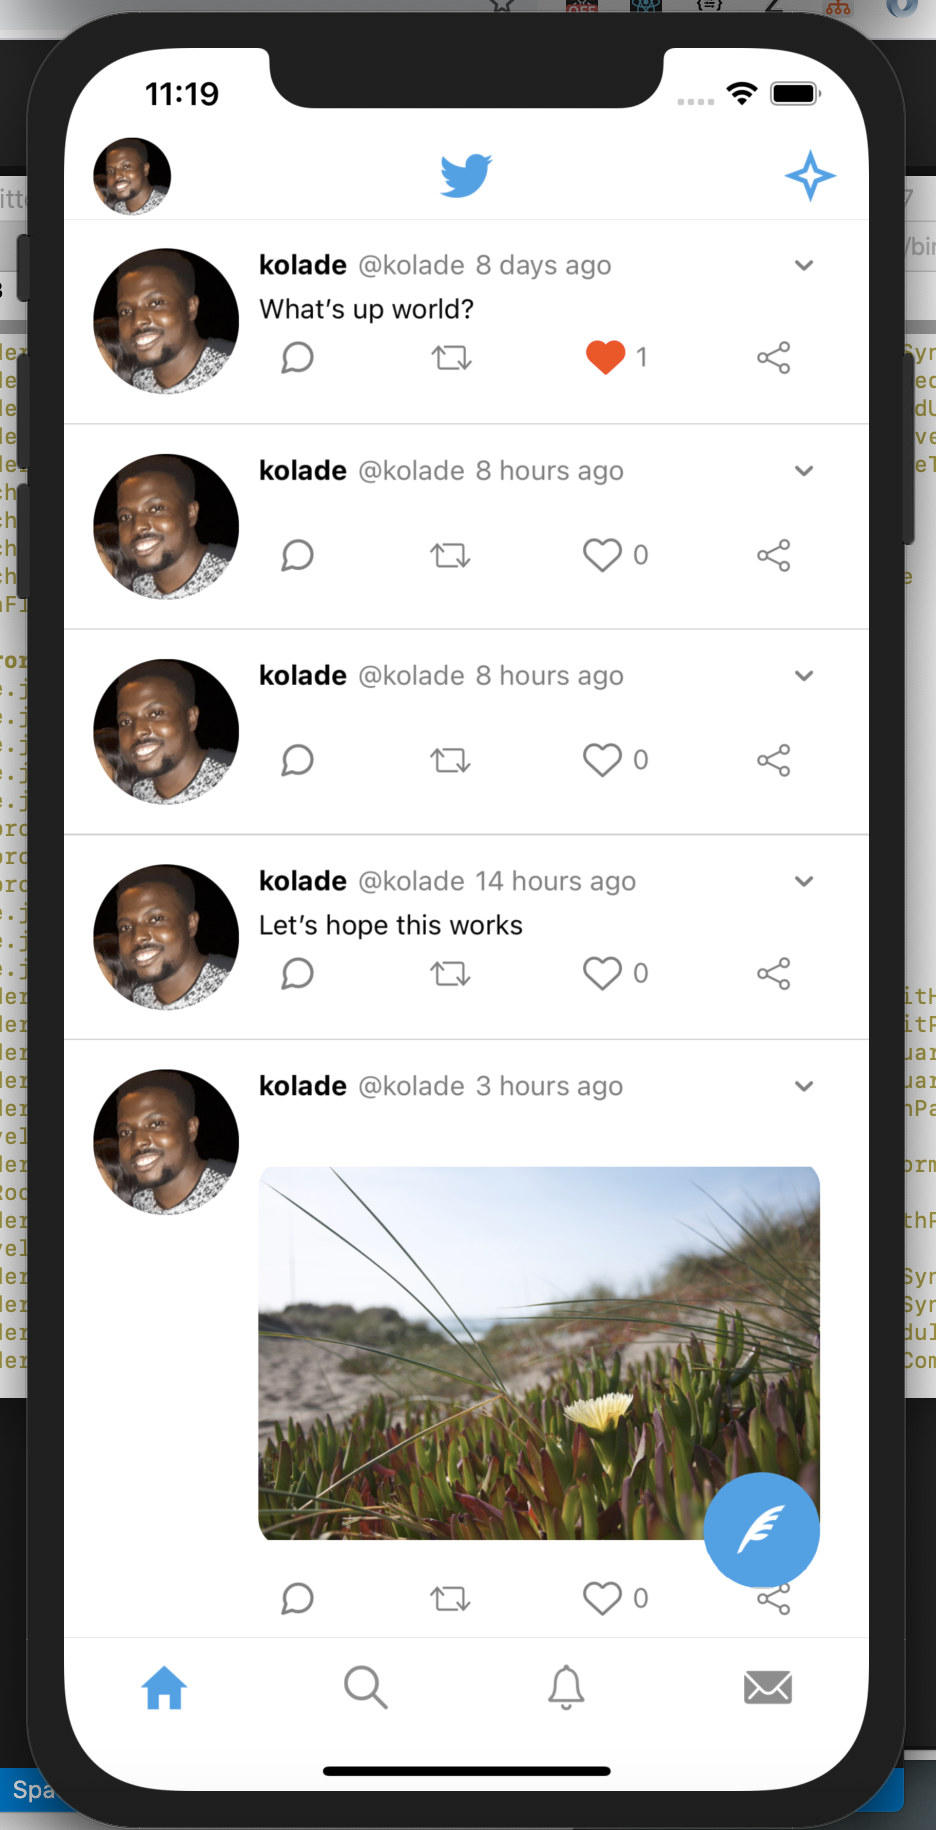 11:19
kolade @kolade 8 days ago
What's up world?
1
kolade @kolade 8 hours ago
0
kolade @kolade 8 hours ago
0
kolade @kolade 14 hours ago
Let's hope this works
0
kolade @kolade 3 hours ago
0